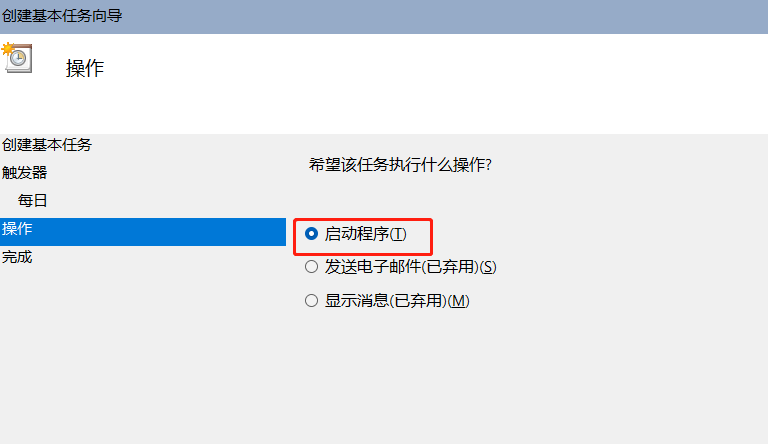 创建基本任务向导
操作
创建基本任务
触发器
每日
操作
完成
希望该任务执行什么操作?
启动程序(T)
发送电子邮件(已弃用)(S)
显示消息(已弃用)(M)